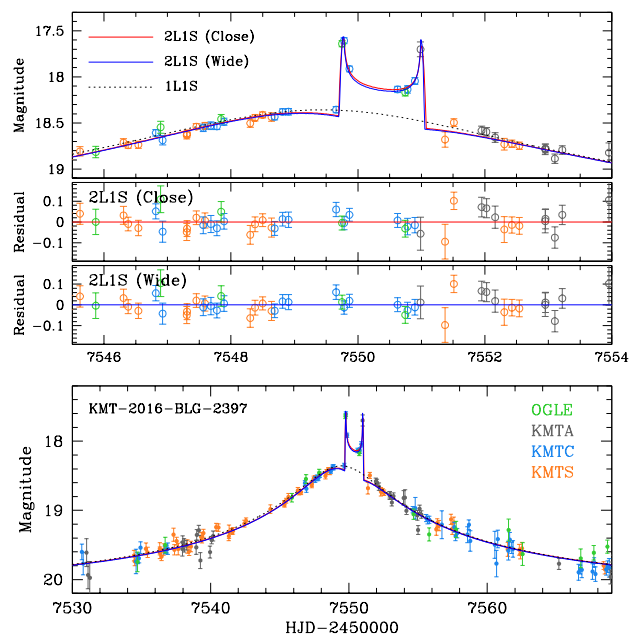 17.5
18
18.5
19
Magnitude
2L1S (Close)
2L1S (Wide)
1L1S
0.1
0
-0.1
Residual
2L1S (Close)
0.1
0
-0.1
Residual
2L1S (Wide)
7546 7548 7550 7552 7554
KMT-2016-BLG-2397
OGLE
KMTA
KMTC
KMTS
18
19
20
Magnitude
7530 7540 7550 7560
HJD-2450000